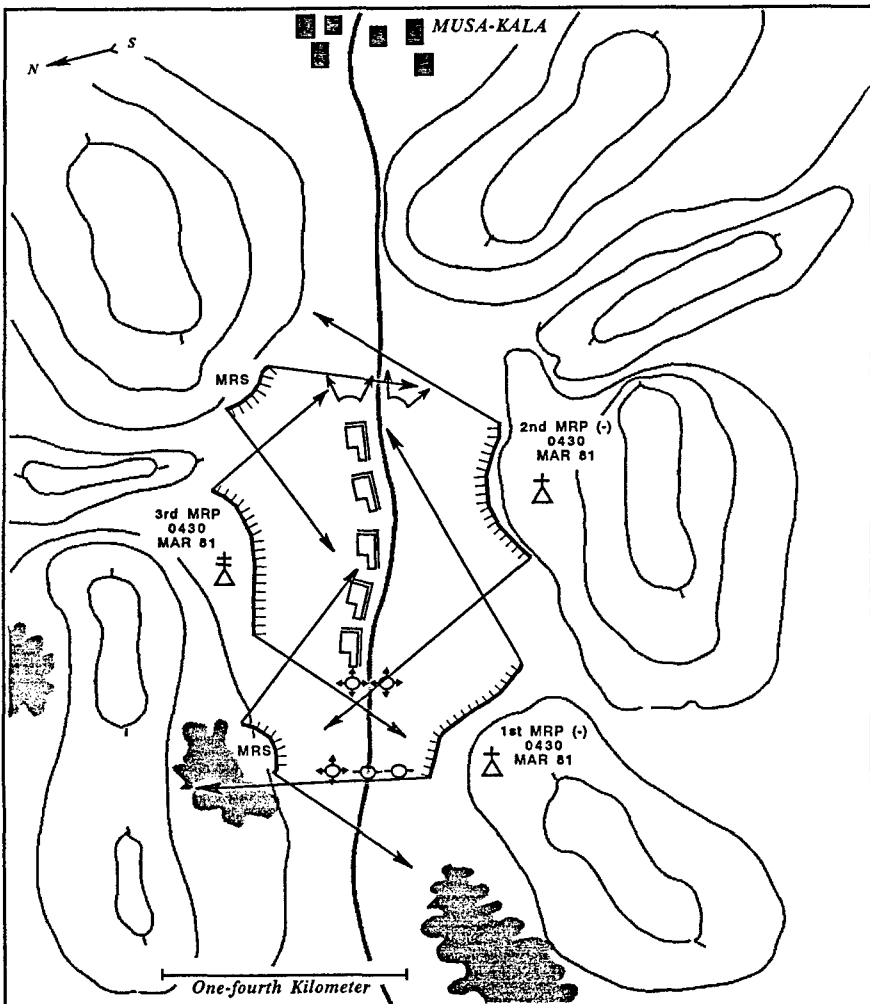 MUSA-KALA
N
S
MRS
2nd MRP (-)
0430
MAR 81
3rd MRP
0430
MAR 81
1st MRP (-)
0430
MAR 81
MRS
One-fourth Kilometer